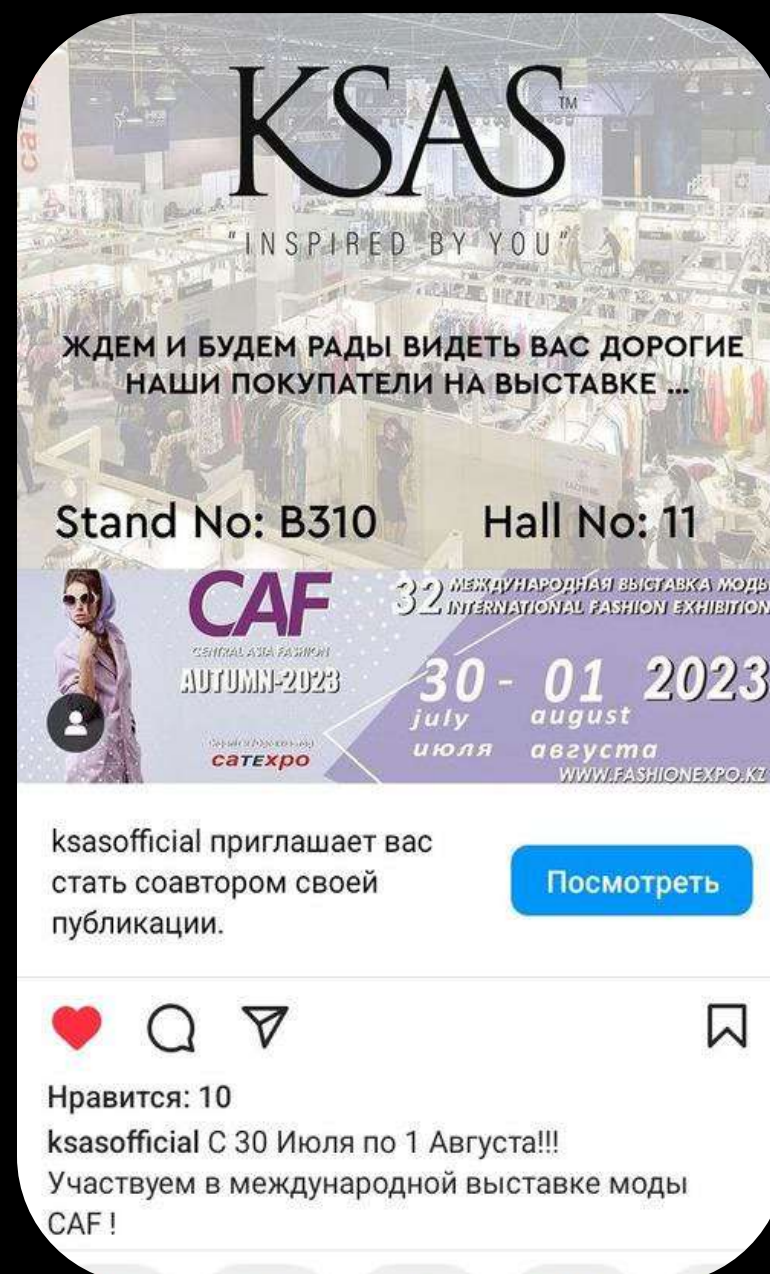 KSAS™
"INSPIRED BY YOU"
ЖДЕМ И БУДЕМ РАДЫ ВИДЕТЬ ВАС ДОРОГИЕ
НАШИ ПОКУПАТЕЛИ НА ВЫСТАВКЕ ...
Stand No: B310 Hall No: 11
CAF
CENTRAL ASIA FASHION
AUTUMN-2023
catexpo
32 МЕЖДУНАРОДНАЯ ВЫСТАВКА МОДЫ
INTERNATIONAL FASHION EXHIBITION
30 - 01 2023
july august
июля августа
WWW.FASHIONEXPO.KZ
ksasofficial приглашает вас
стать соавтором своей
публикации.
Посмотреть
Нравится: 10
ksasofficial С 30 Июля по 1 Августа!!!
Участвуем в международной выставке моды
CAF !